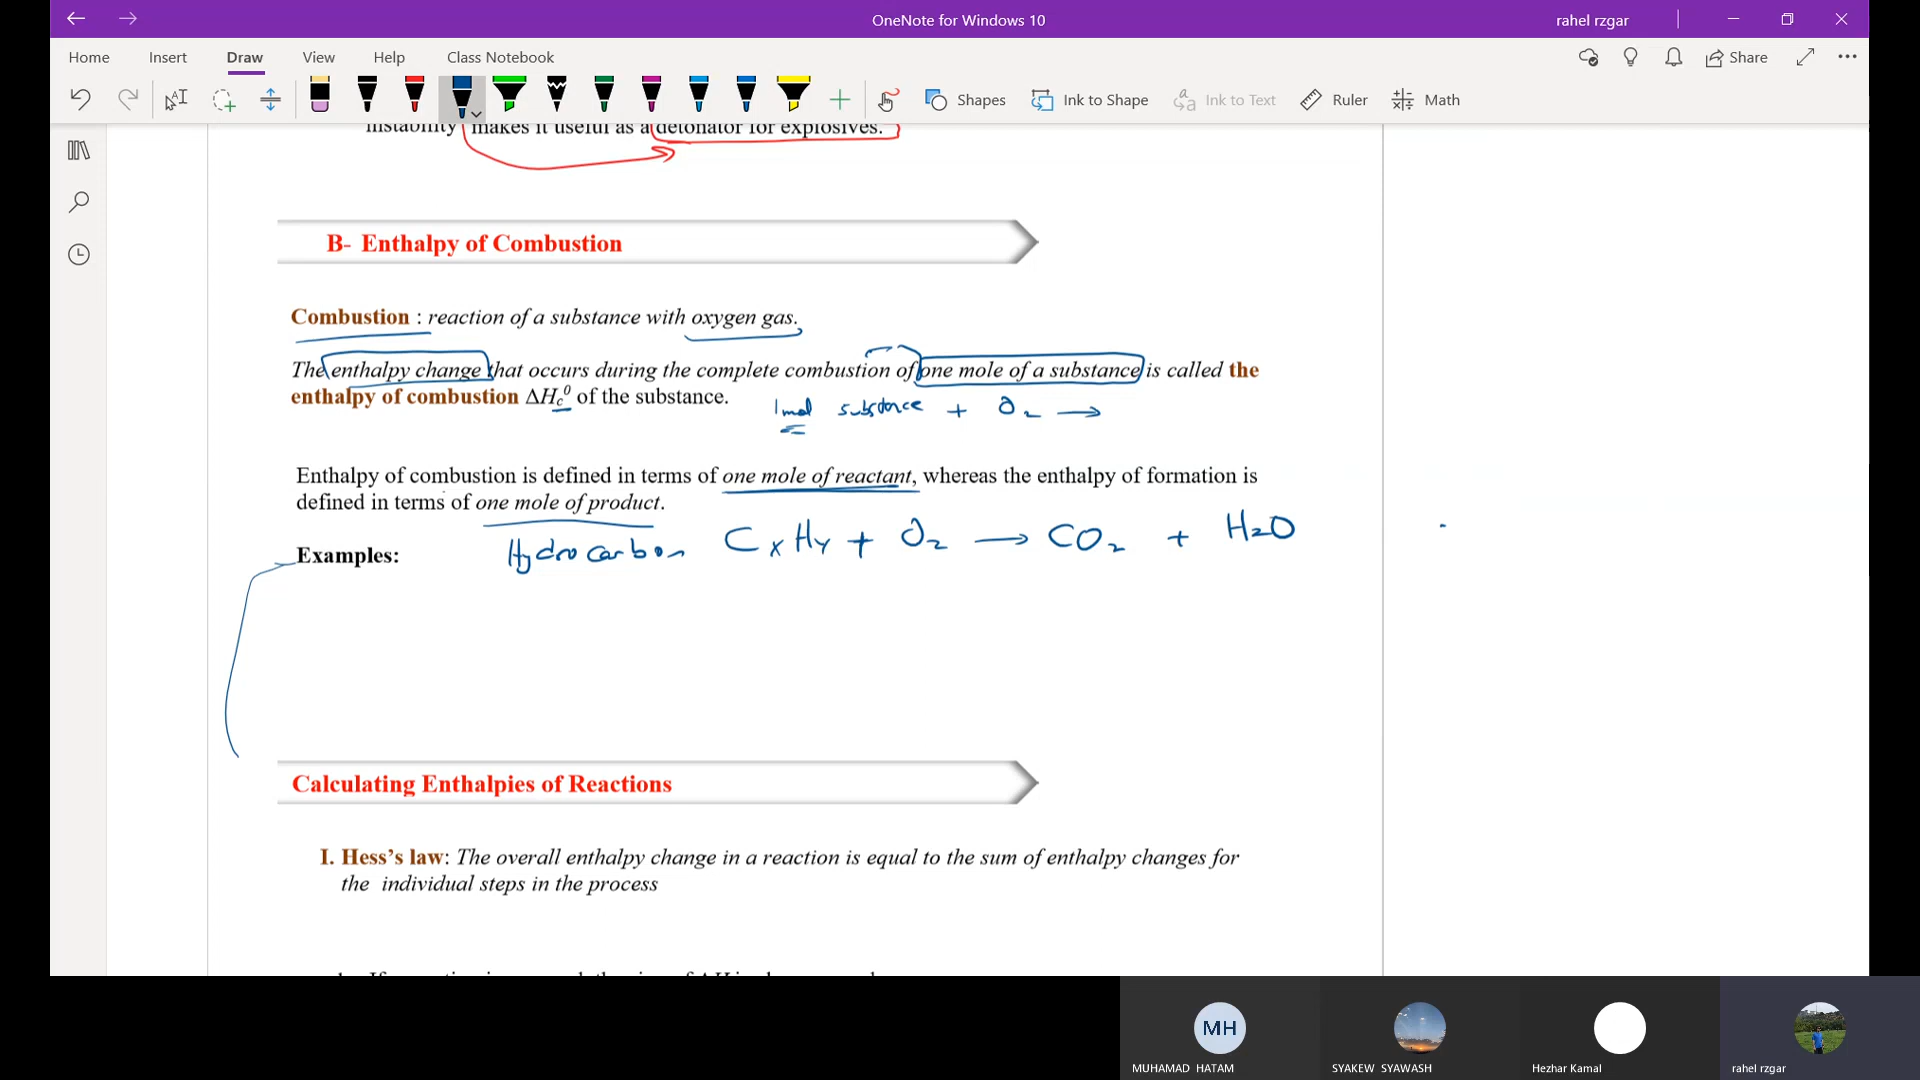 OneNote for Windows 10
rahel rzgar
Home Insert Draw View Help Class Notebook
Share
Shapes Ink to Shape Ink to Text Ruler Math
instability makes it useful as a detonator for explosives.
B- Enthalpy of Combustion
Combustion : reaction of a substance with oxygen gas.
The enthalpy change that occurs during the complete combustion of one mole of a substance is called the
enthalpy of combustion ΔHc⁰ of the substance.
1mol substance + O₂ →
Enthalpy of combustion is defined in terms of one mole of reactant, whereas the enthalpy of formation is
defined in terms of one mole of product.
Hydrocarbon CxHy + O₂ → CO₂ + H₂O
Examples:
Calculating Enthalpies of Reactions
I. Hess’s law: The overall enthalpy change in a reaction is equal to the sum of enthalpy changes for
the individual steps in the process
MH
MUHAMAD HATAM
SYAKEW SYAWASH
Hezhar Kamal
rahel rzgar